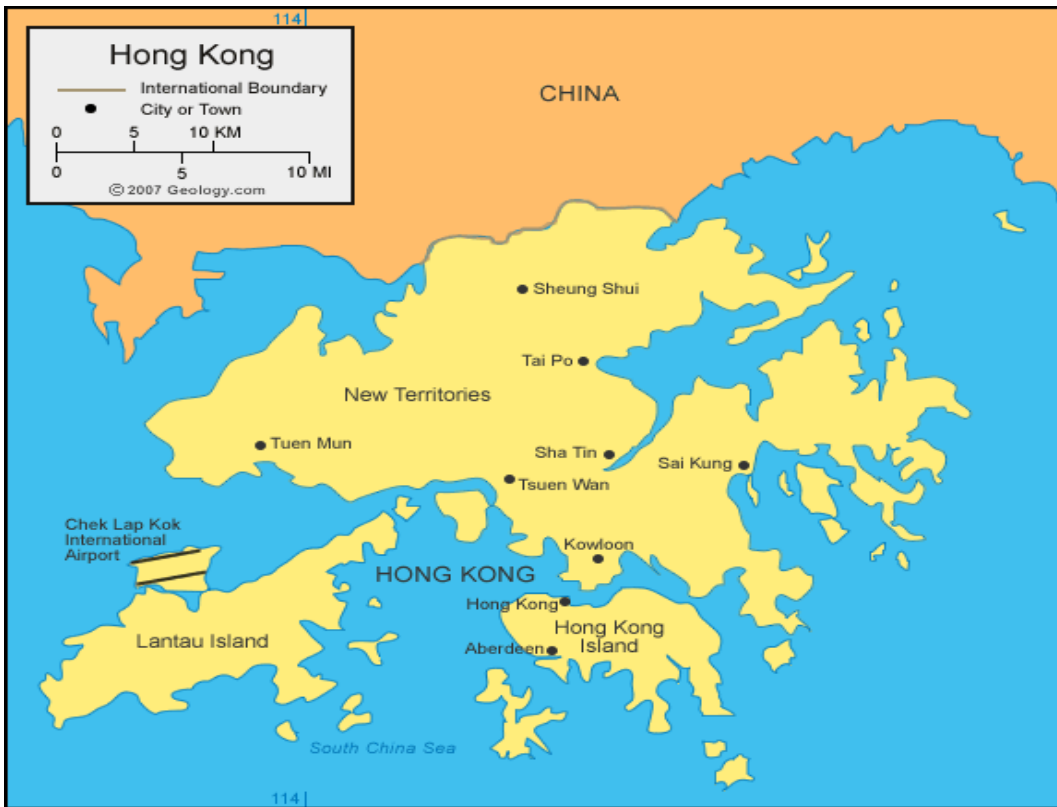 114
Hong Kong
International Boundary
City or Town
0 5 10 KM
0 5 10 MI
© 2007 Geology.com
CHINA
Sheung Shui
Tai Po
New Territories
Tuen Mun
Sha Tin
Sai Kung
Tsuen Wan
Chek Lap Kok
International
Airport
Kowloon
HONG KONG
Hong Kong
Hong Kong
Island
Lantau Island
Aberdeen
South China Sea
114